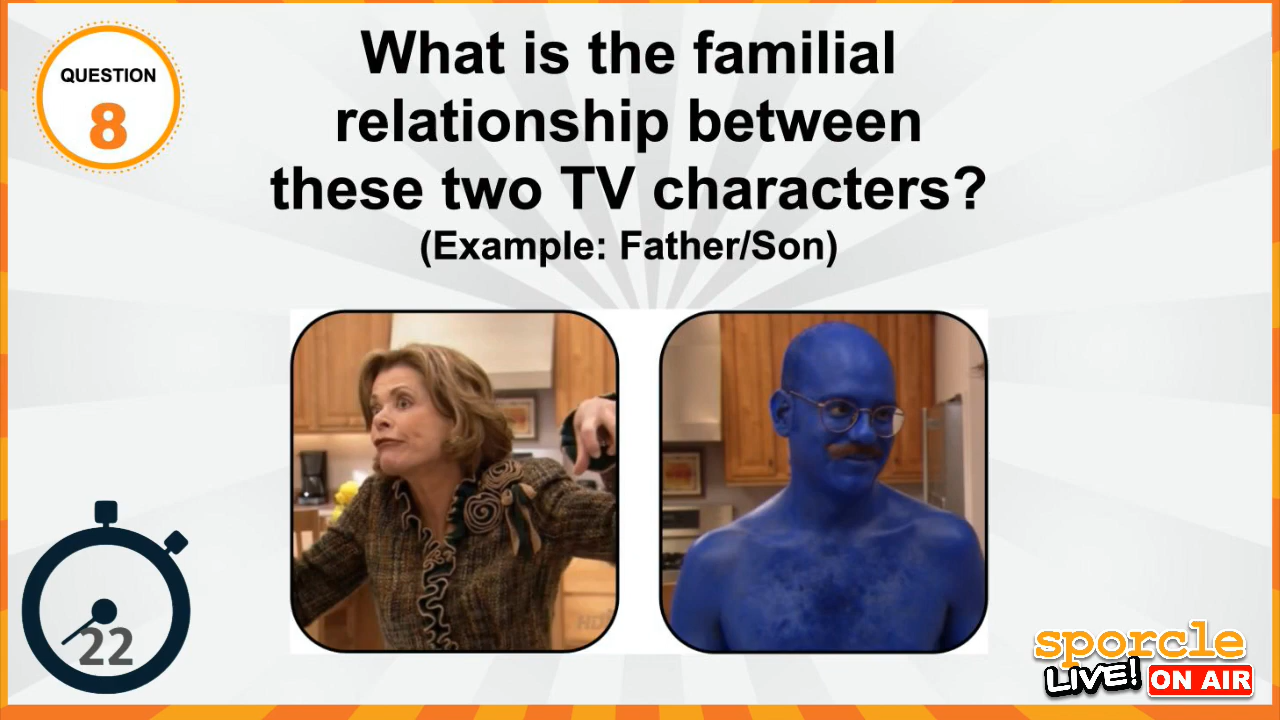 QUESTION
8
What is the familial
relationship between
these two TV characters?
(Example: Father/Son)
HD
22
sporcle
LIVE!
ON AIR